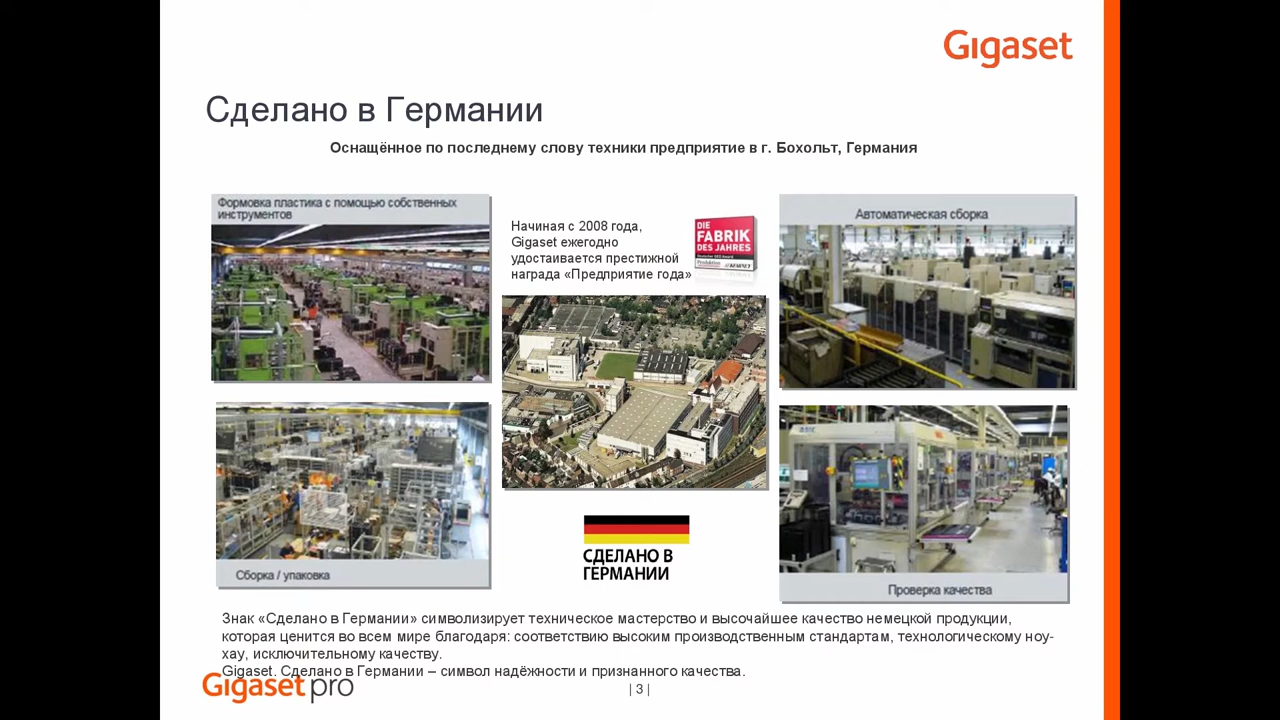 Gigaset
Сделано в Германии
Оснащённое по последнему слову техники предприятие в г. Бохольт, Германия
Формовка пластика с помощью собственных
инструментов
Начиная с 2008 года,
Gigaset ежегодно
удостаивается престижной
награда «Предприятие года»
DIE
FABRIK
DES JAHRES
Produktion
Автоматическая сборка
Сборка / упаковка
СДЕЛАНО В
ГЕРМАНИИ
Проверка качества
Знак «Сделано в Германии» символизирует техническое мастерство и высочайшее качество немецкой продукции,
которая ценится во всем мире благодаря: соответствию высоким производственным стандартам, технологическому ноу-
хау, исключительному качеству.
Gigaset. Сделано в Германии – символ надёжности и признанного качества.
Gigaset pro
| 3 |